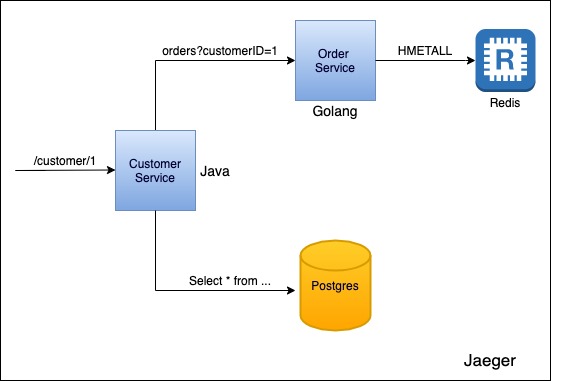 orders?customerID=1
Order
Service
HMETALL
R
Redis
Golang
/customer/1
Customer
Service
Java
Select * from ...
Postgres
Jaeger